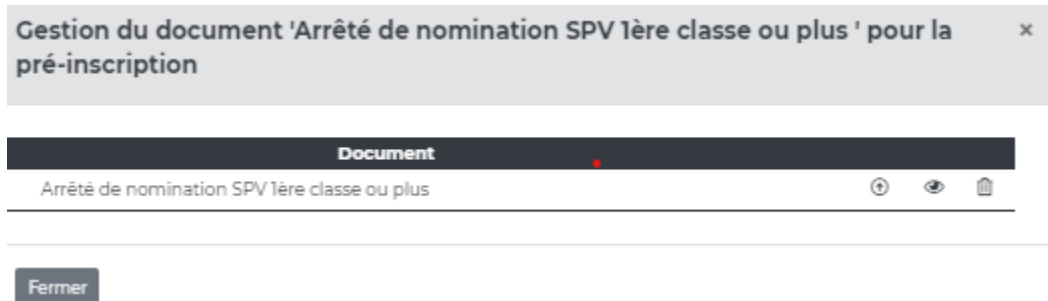 Gestion du document 'Arrêté de nomination SPV 1ère classe ou plus ' pour la
pré-inscription
×
Document
Arrêté de nomination SPV 1ère classe ou plus
Fermer